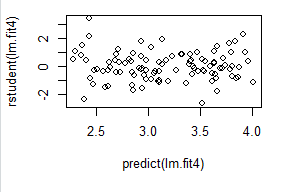 rstudent(lm.fit4)
2
0
-2
2.5 3.0 3.5 4.0
predict(lm.fit4)